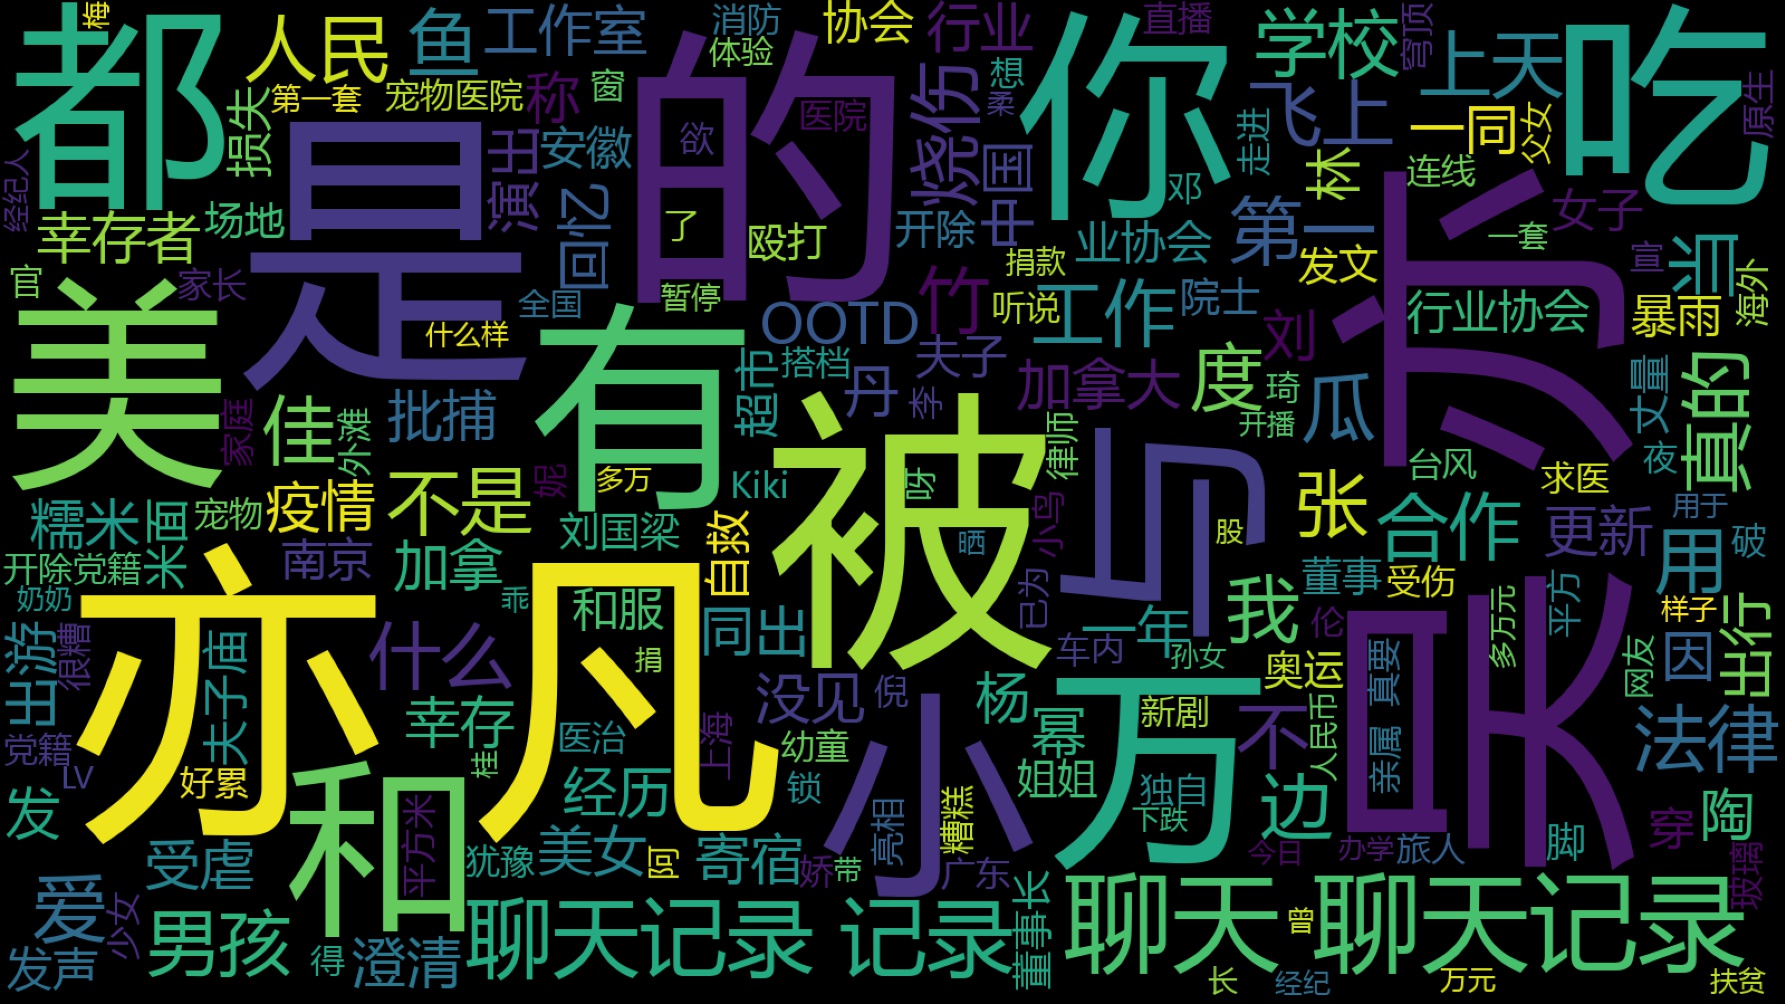 都
梅
人民
鱼
工作室
消防
体验
协会
行业
直播
学校
穹顶
上天
吃
原生
第一套
宠物医院
称
窗
医院
想
柔
飞上
一同
父女
损失
的
你
烧伤
中国
走进
林
连线
经纪人
是
演出
安徽
欲
邓
女子
幸存者
场地
回忆
了
殴打
开除
业协会
第一
发文
一套
宣
当
海外
官
家长
全国
暂停
捐款
竹
听说
工作
院士
刘
行业协会
暴雨
美
什么样
有
OOTD
夫子
加拿大
度
琦
瓜
亦
文量
真的
家庭
佳
外滩
批捕
超市
搭档
丹
李
律师
开播
台风
求医
夜
糯米
米面
宠物
疫情
不是
妮
多万
Kiki
被
呀
小鸟
与
股
张
合作
更新
用于
用
破
开除党籍
南京
加拿
刘国梁
自救
晒
奶奶
亦凡
乖
和服
同出
已为
一年
我
伦
董事
受伤
多万元
平方
样子
出游
很糟
夫子庙
什么
捐
车内
孙女
奥运
吴
真要
网友
因
出行
党籍
LV
幸存
桂
医治
上海
没见
倪
杨
幂
新剧
万
不
人民币
亲属
法律
好累
和
经历
幼童
锁
小
姐姐
独自
下跌
边
发
平方米
犹豫
美女
阿
寄宿
娇
带
亮相
糟糕
广东
今日
办学
旅人
脚
穿
陶
玻璃
受虐
爱
少女
男孩
发声
得
澄清
聊天记录
记录
董事长
聊天
曾
聊天记录
长
经纪
万元
扶贫